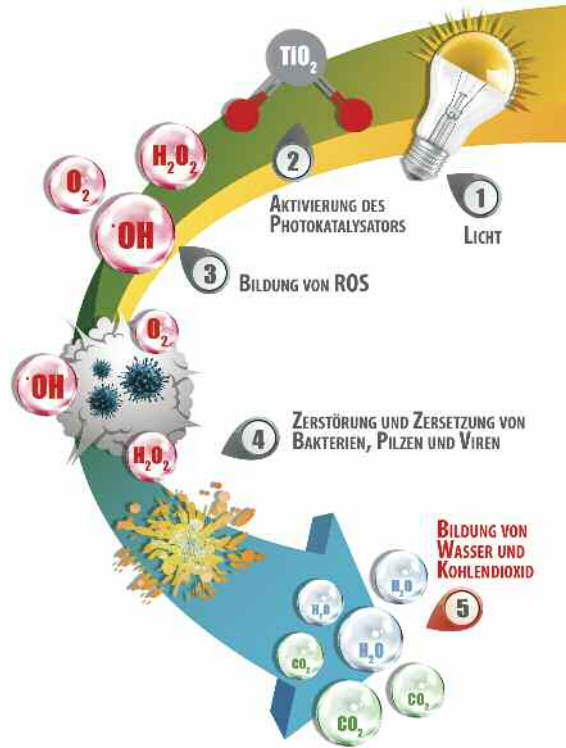 TiO₂
1
LICHT
2
AKTIVIERUNG DES
PHOTOKATALYSATORS
O₂
H₂O₂
·OH
3
BILDUNG VON ROS
O₂
·OH
H₂O₂
4
ZERSTÖRUNG UND ZERSETZUNG VON
BAKTERIEN, PILZEN UND VIREN
BILDUNG VON
WASSER UND
KOHLENDIOXID
5
H₂O
H₂O
H₂O
CO₂
CO₂
CO₂